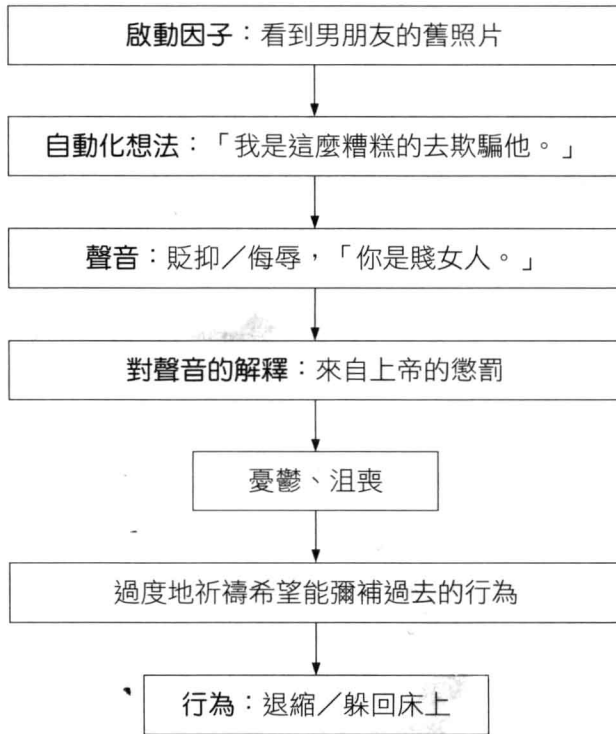 啟動因子：看到男朋友的舊照片
自動化想法：「我是這麼糟糕的去欺騙他。」
聲音：貶抑／侮辱，「你是賤女人。」
對聲音的解釋：來自上帝的懲罰
憂鬱、沮喪
過度地祈禱希望能彌補過去的行為
行為：退縮／躲回床上